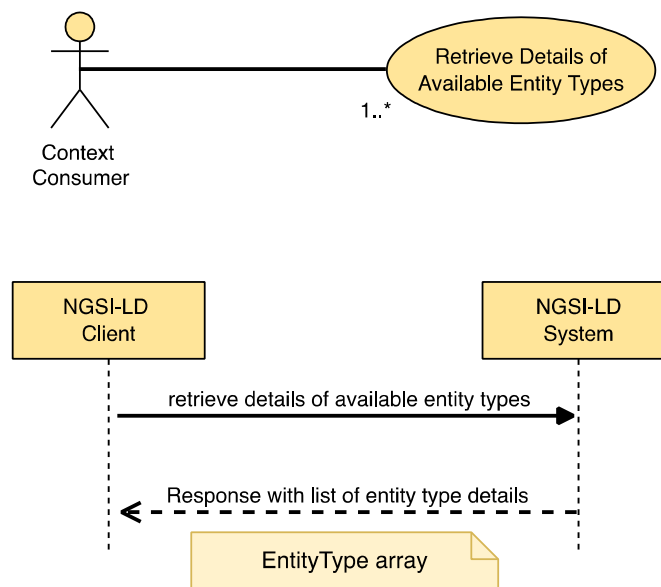 Retrieve Details of
Available Entity Types
1..*
Context
Consumer
NGSI-LD
Client
NGSI-LD
System
retrieve details of available entity types
Response with list of entity type details
EntityType array